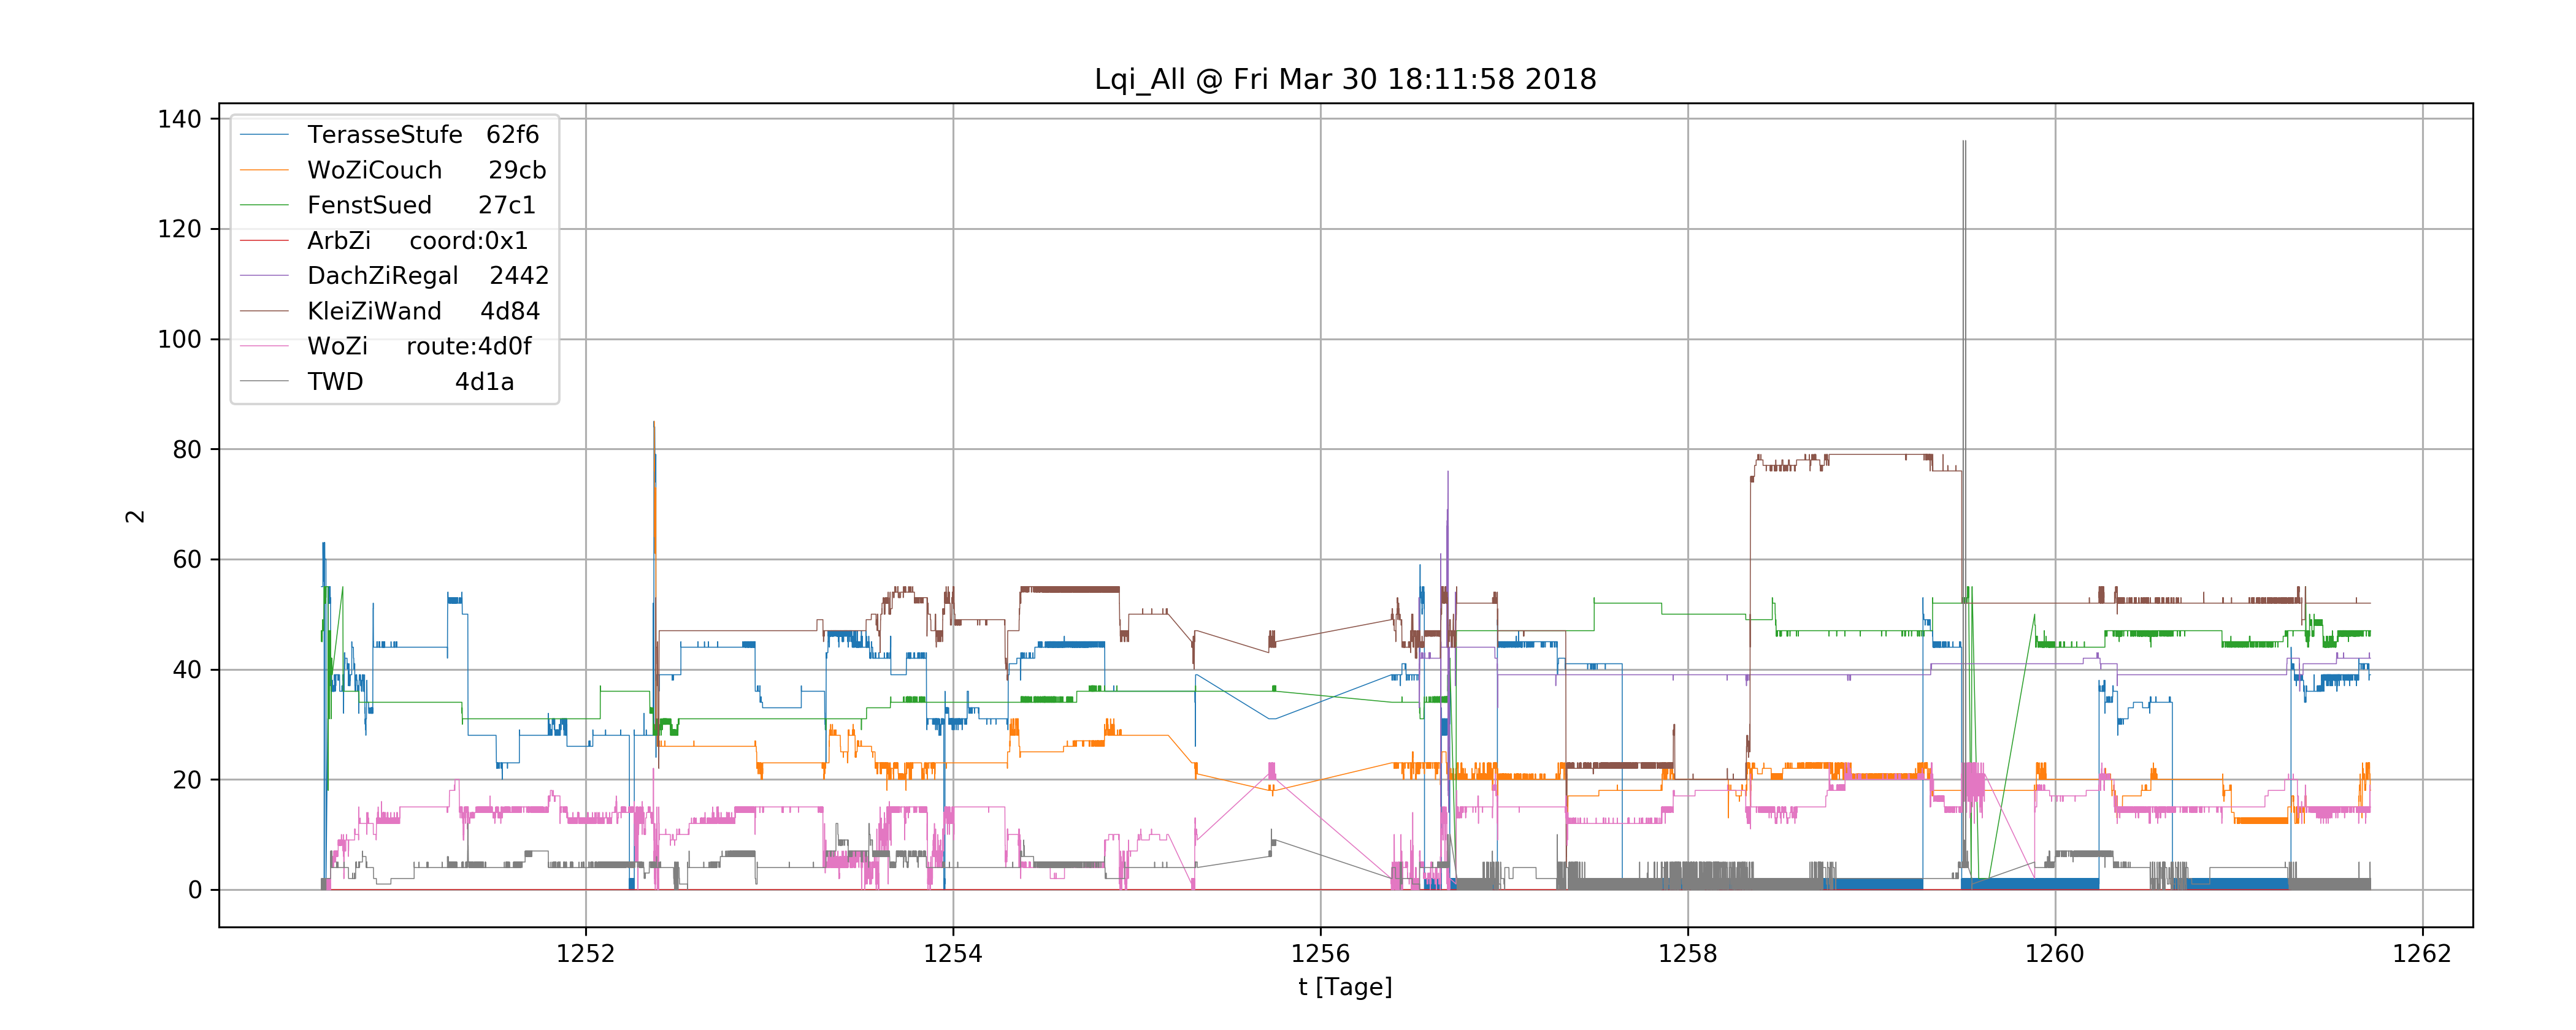 Lqi_All @ Fri Mar 30 18:11:58 2018
140
120
100
80
60
40
20
0
2
TerasseStufe 62f6
WoZiCouch 29cb
FenstSued 27c1
ArbZi coord:0x1
DachZiRegal 2442
KleiZiWand 4d84
WoZi route:4d0f
TWD 4d1a
1252 1254 1256 1258 1260 1262
t [Tage]